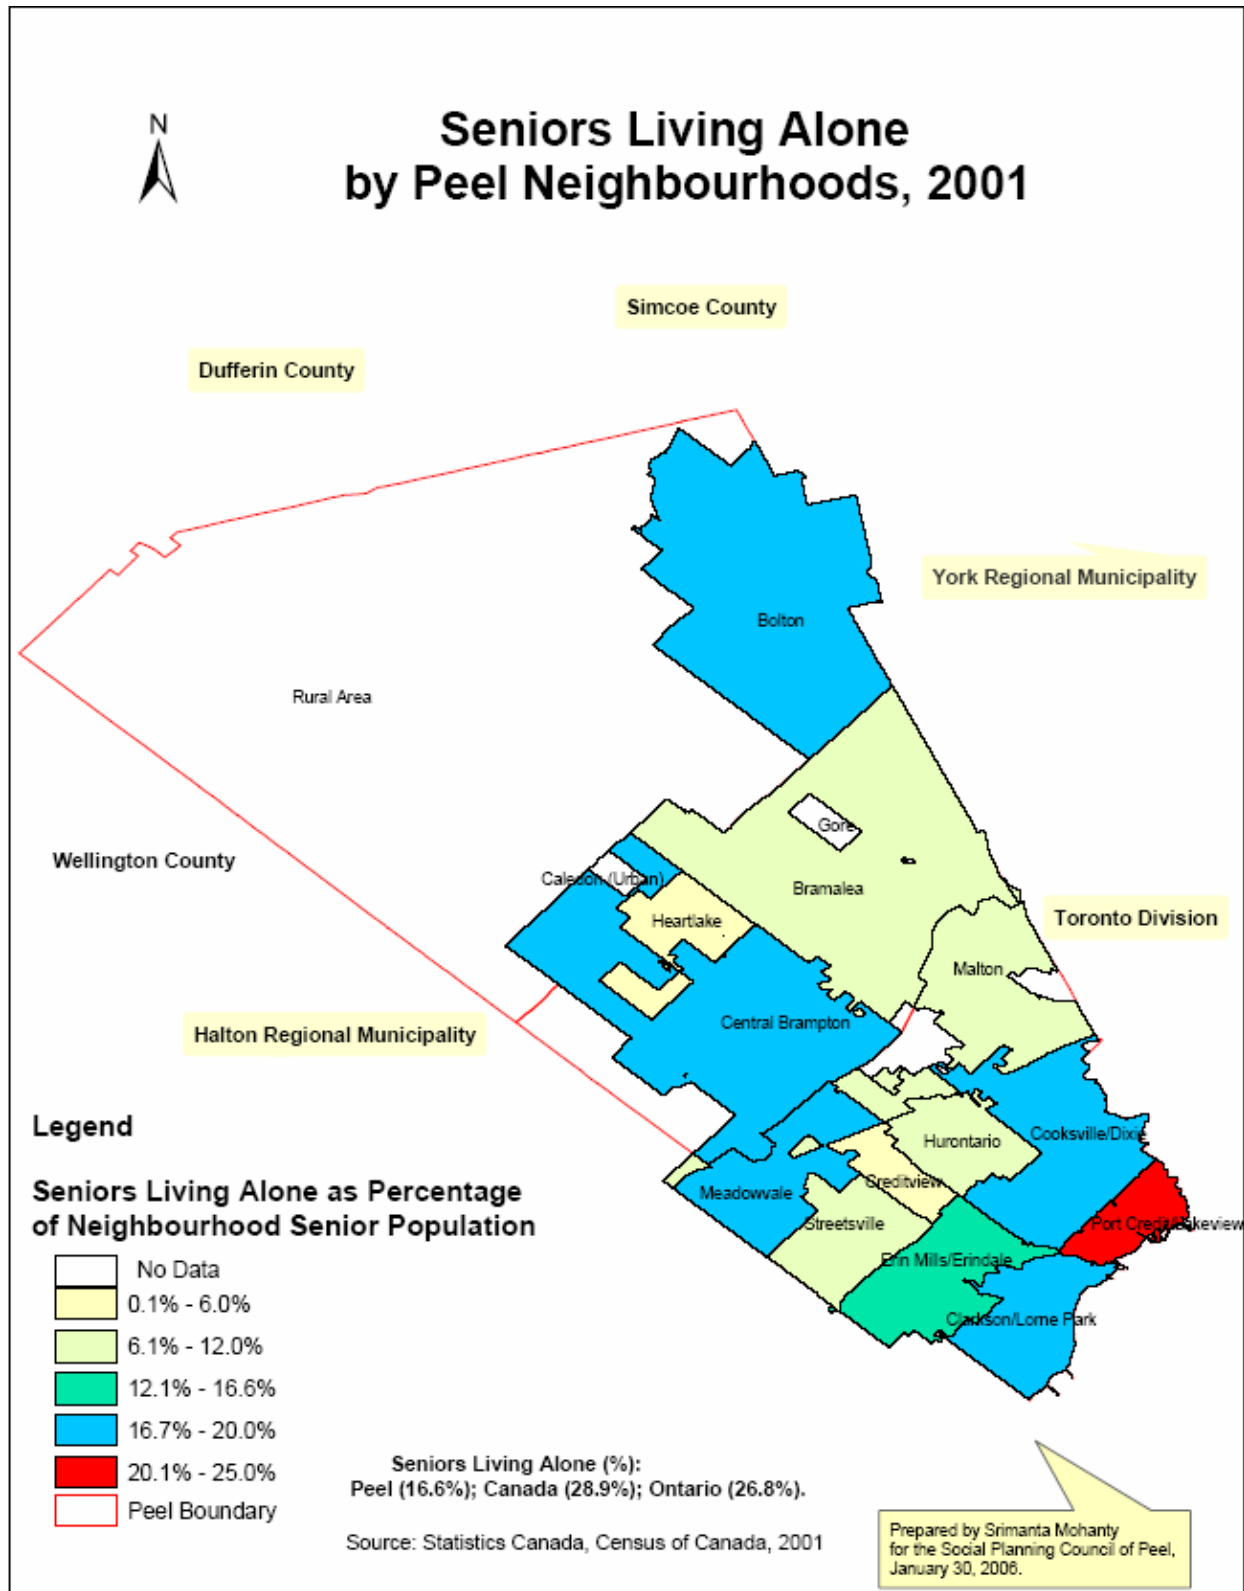 N
Seniors Living Alone
by Peel Neighbourhoods, 2001
Simcoe County
Dufferin County
York Regional Municipality
Bolton
Rural Area
Gore
Wellington County
Caledon (Urban)
Bramalea
Heartlake
Toronto Division
Malton
Central Brampton
Halton Regional Municipality
Hurontario
Cooksville/Dixie
Creditview
Meadowvale
Streetsville
Port Credit/Lakeview
Erin Mills/Erindale
Clarkson/Lorne Park
Legend
Seniors Living Alone as Percentage
of Neighbourhood Senior Population
No Data
0.1% - 6.0%
6.1% - 12.0%
12.1% - 16.6%
16.7% - 20.0%
20.1% - 25.0%
Peel Boundary
Seniors Living Alone (%):
Peel (16.6%); Canada (28.9%); Ontario (26.8%).
Source: Statistics Canada, Census of Canada, 2001
Prepared by Srimanta Mohanty
for the Social Planning Council of Peel,
January 30, 2006.